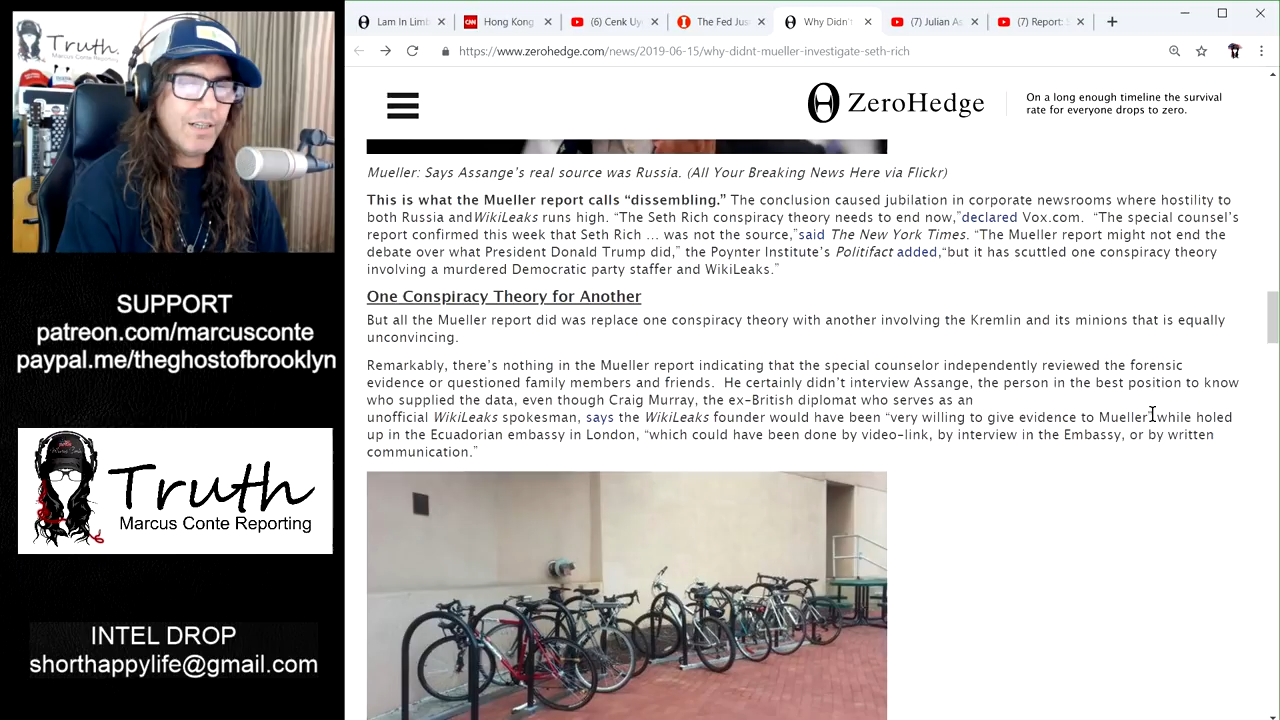 Truth.
Marcus Conte Reporting
SUPPORT
patreon.com/marcusconte
paypal.me/theghostofbrooklyn
Truth
Marcus Conte Reporting
INTEL DROP
shorthappylife@gmail.com
Lam In Limb
Hong Kong
(6) Cenk U
The Fed Jus
Why Didn'
(7) Julian As
(7) Report:
https://www.zerohedge.com/news/2019-06-15/why-didnt-mueller-investigate-seth-rich
ZeroHedge
On a long enough timeline the survival
rate for everyone drops to zero.
Mueller: Says Assange's real source was Russia. (All Your Breaking News Here via Flickr)
This is what the Mueller report calls “dissembling.” The conclusion caused jubilation in corporate newsrooms where hostility to
both Russia andWikiLeaks runs high. “The Seth Rich conspiracy theory needs to end now,”declared Vox.com. “The special counsel’s
report confirmed this week that Seth Rich … was not the source,”said The New York Times. “The Mueller report might not end the
debate over what President Donald Trump did,” the Poynter Institute’s Politifact added,“but it has scuttled one conspiracy theory
involving a murdered Democratic party staffer and WikiLeaks.”
One Conspiracy Theory for Another
But all the Mueller report did was replace one conspiracy theory with another involving the Kremlin and its minions that is equally
unconvincing.
Remarkably, there’s nothing in the Mueller report indicating that the special counselor independently reviewed the forensic
evidence or questioned family members and friends. He certainly didn’t interview Assange, the person in the best position to know
who supplied the data, even though Craig Murray, the ex-British diplomat who serves as an
unofficial WikiLeaks spokesman, says the WikiLeaks founder would have been “very willing to give evidence to Mueller” while holed
up in the Ecuadorian embassy in London, “which could have been done by video-link, by interview in the Embassy, or by written
communication.”